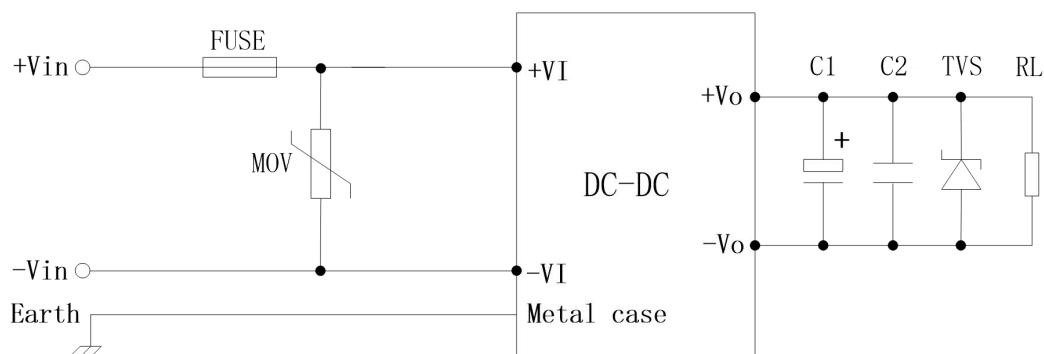 FUSE
C1 C2 TVS RL
+Vin +VI
+Vo
+
MOV
DC-DC
-Vo
-Vin -VI
Earth Metal case